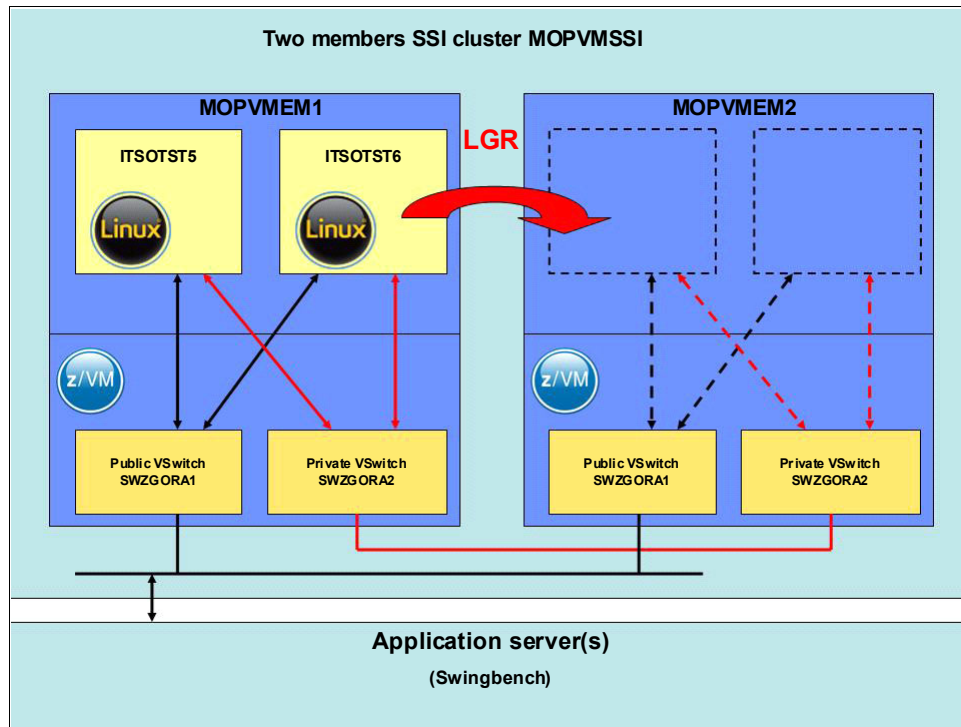 Two members SSI cluster MOPVMSSI
MOPVMEM1
MOPVMEM2
LGR
ITSOTST5
ITSOTST6
Linux
Linux
z/VM
z/VM
Public VSwitch
SWZGORA1
Private VSwitch
SWZGORA2
Public VSwitch
SWZGORA1
Private VSwitch
SWZGORA2
Application server(s)
(Swingbench)